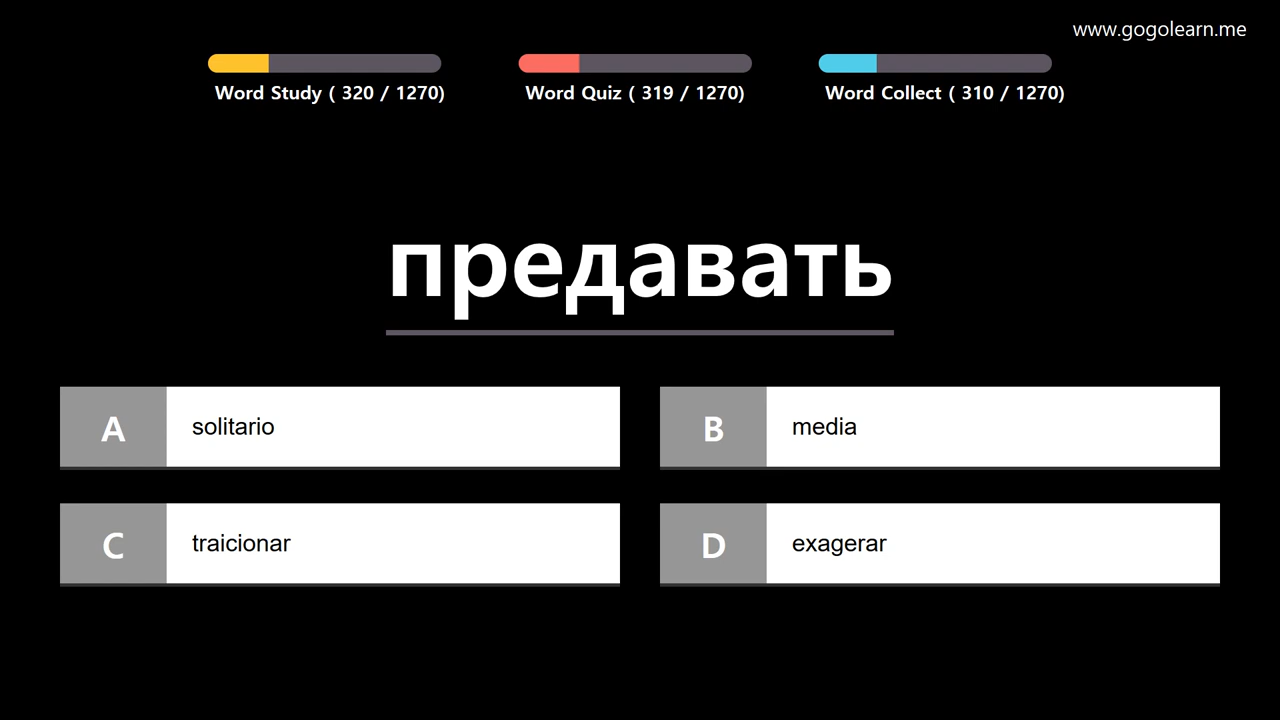 www.gogolearn.me
Word Study ( 320 / 1270)
Word Quiz ( 319 / 1270)
Word Collect ( 310 / 1270)
предавать
A
solitario
B
media
C
traicionar
D
exagerar